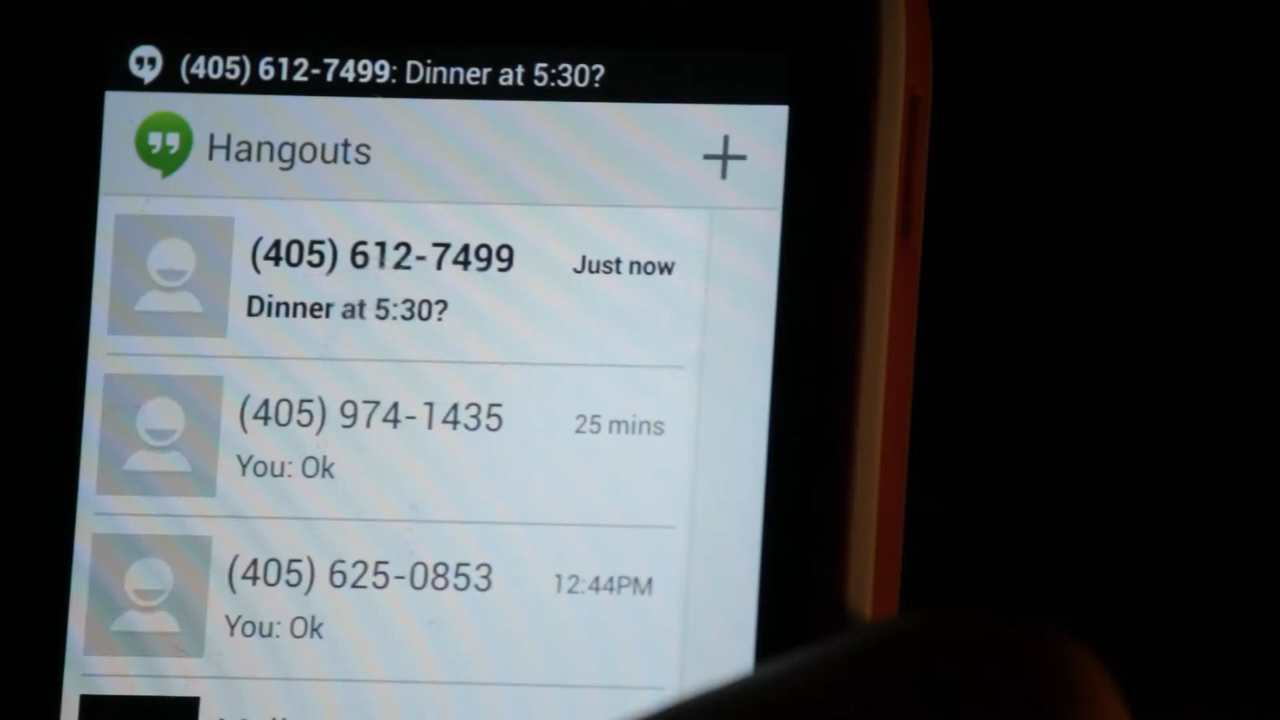 (405) 612-7499: Dinner at 5:30?
Hangouts
(405) 612-7499 Just now
Dinner at 5:30?
(405) 974-1435 25 mins
You: Ok
(405) 625-0853 12:44PM
You: Ok